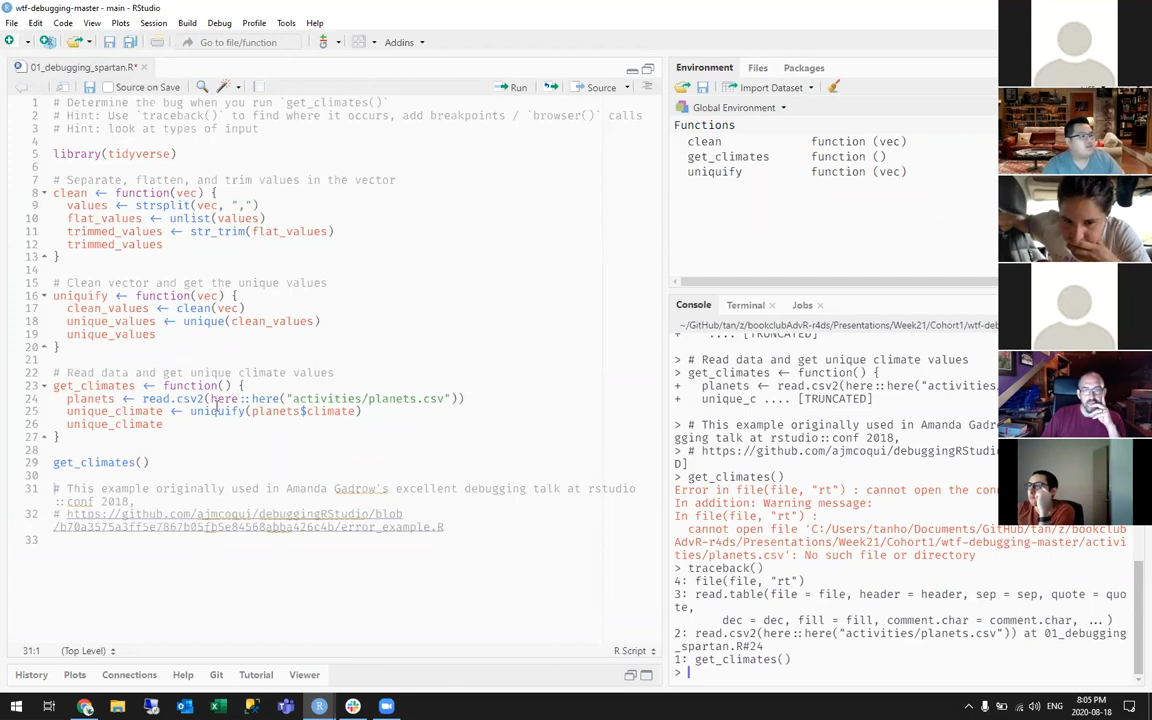 wtf-debugging-master - main - RStudio
File Edit Code View Plots Session Build Debug Profile Tools Help
Go to file/function Addins
01_debugging_spartan.R*
Source on Save Run Source
1 # Determine the bug when you run `get_climates()`
2 # Hint: Use `traceback()` to find where it occurs, add breakpoints / `browser()` calls
3 # Hint: look at types of input
4
5 library(tidyverse)
6
7 # Separate, flatten, and trim values in the vector
8 clean ← function(vec) {
9 values ← strsplit(vec, ",")
10 flat_values ← unlist(values)
11 trimmed_values ← str_trim(flat_values)
12 trimmed_values
13 }
14
15 # Clean vector and get the unique values
16 uniquify ← function(vec) {
17 clean_values ← clean(vec)
18 unique_values ← unique(clean_values)
19 unique_values
20 }
21
22 # Read data and get unique climate values
23 get_climates ← function() {
24 planets ← read.csv2(here::here("activities/planets.csv"))
25 unique_climate ← uniquify(planets$climate)
26 unique_climate
27 }
28
29 get_climates()
30
31 # This example originally used in Amanda Gadrow's excellent debugging talk at rstudio
::conf 2018,
32 # https://github.com/ajmcoqui/debuggingRStudio/blob
/b70a3575a3ff5e7867b05fb5e84568abba426c4b/error_example.R
33
31:1 (Top Level) R Script
History Plots Connections Help Git Tutorial Viewer
Environment Files Packages
Import Dataset
Global Environment
Functions
clean function (vec)
get_climates function ()
uniquify function (vec)
Console Terminal Jobs
~/GitHub/tan/z/bookclubAdvR-r4ds/Presentations/Week21/Cohort1/wtf-de
+ .... [TRUNCATED]
> # Read data and get unique climate values
> get_climates ← function() {
+ planets ← read.csv2(here::here("acti
+ unique_c .... [TRUNCATED]
> # This example originally used in Amanda Ga
ggging talk at rstudio::conf 2018,
> # https://github.com/ajmcoqui/debuggingRStu
D]
> get_climates()
Error in file(file, "rt") : cannot open the con
In addition: Warning message:
In file(file, "rt") :
cannot open file 'C:/Users/tanho/Documents/GitHub/tan/z/bookclub
AdvR-r4ds/Presentations/Week21/Cohort1/wtf-debugging-master/activi
ties/planets.csv': No such file or directory
> traceback()
4: file(file, "rt")
3: read.table(file = file, header = header, sep = sep, quote = quo
te,
dec = dec, fill = fill, comment.char = comment.char, ...)
2: read.csv2(here::here("activities/planets.csv")) at 01_debugging
_spartan.R#24
1: get_climates()
>
ENG
8:05 PM
2020-08-18